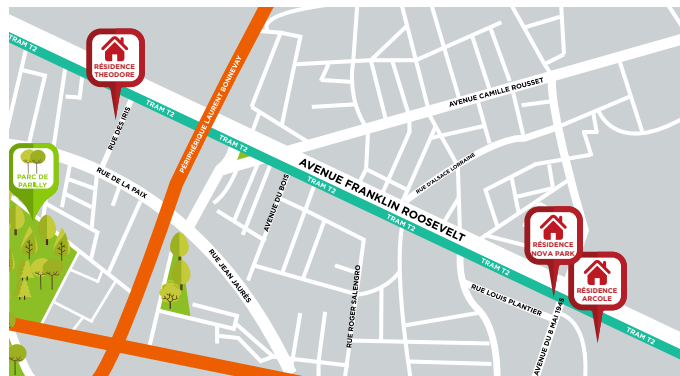 TRAM T2
RÉSIDENCE
THEODORE
TRAM T2
RUE DES IRIS
PÉRIPHÉRIQUE LAURENT BONNEVAY
TRAM T2
AVENUE CAMILLE ROUSSET
PARC DE
PARILLY
RUE DE LA PAIX
AVENUE FRANKLIN ROOSEVELT
TRAM T2
RUE D'ALSACE LORRAINE
AVENUE DU BOIS
TRAM T2
RÉSIDENCE
NOVA PARK
RUE JEAN JAURÈS
TRAM T2
RÉSIDENCE
ARCOLE
RUE ROGER SALENGRO
RUE LOUIS PLANTIER
AVENUE DU 8 MAI 1945
TRAM T2